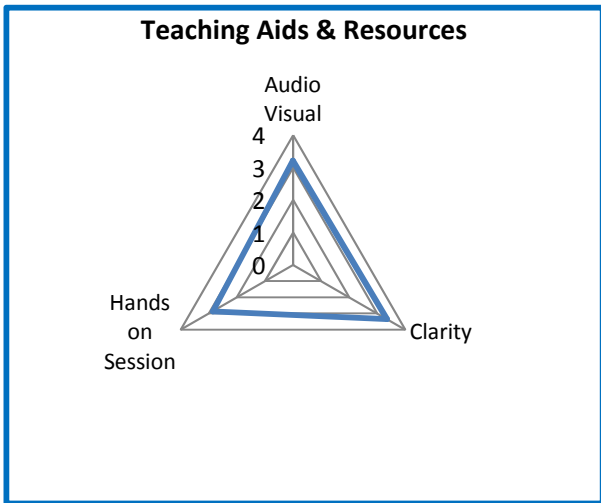 Teaching Aids & Resources
Audio
Visual
4
3
2
1
0
Hands
on
Session
Clarity